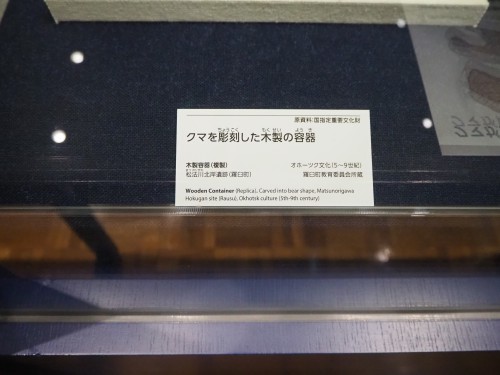 原資料:国指定重要文化財
クマを彫刻した木製の容器
木製容器(複製)
オホーツク文化(5~9世紀)
松法川北岸遺跡(羅臼町)
羅臼町教育委員会所蔵
Wooden Container (Replica), Carved into bear shape, Matsunorigawa
Hokugan site (Rausu), Okhotsk culture (5th-9th century)